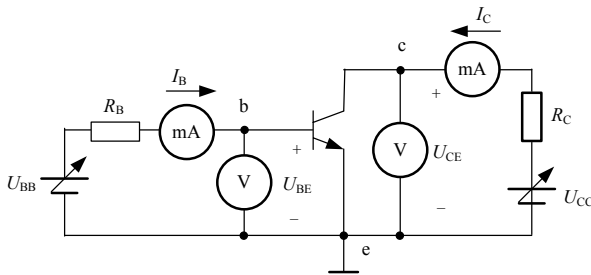 I_C
c
mA
I_B
+
R_B
b
R_C
mA
+
V
U_CE
V
U_BE
U_BB
U_CC
−
−
e